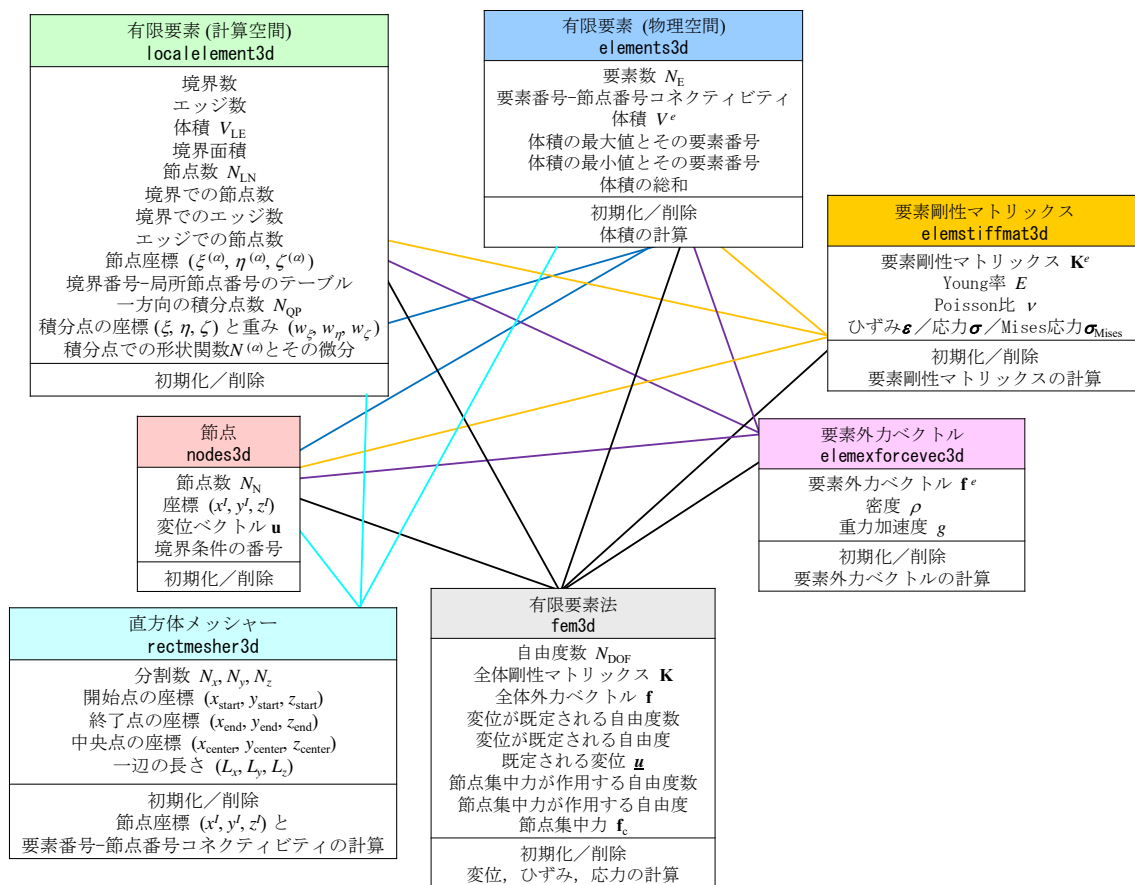 有限要素 (計算空間)
localelement3d
境界数
エッジ数
体積 V_LE
境界面積
節点数 N_LN
境界での節点数
境界でのエッジ数
エッジでの節点数
節点座標 (ξ^(α), η^(α), ζ^(α))
境界番号-局所節点番号のテーブル
一方向の積分点数 N_QP
積分点の座標 (ξ, η, ζ) と重み (w_ξ, w_η, w_ζ)
積分点での形状関数N^(α)とその微分
初期化／削除
有限要素 (物理空間)
elements3d
要素数 N_E
要素番号-節点番号コネクティビティ
体積 V^e
体積の最大値とその要素番号
体積の最小値とその要素番号
体積の総和
初期化／削除
体積の計算
要素剛性マトリックス
elemstiffmat3d
要素剛性マトリックス K^e
Young率 E
Poisson比 ν
ひずみε／応力σ／Mises応力σ_Mises
初期化／削除
要素剛性マトリックスの計算
節点
nodes3d
節点数 N_N
座標 (x^I, y^I, z^I)
変位ベクトル u
境界条件の番号
初期化／削除
要素外力ベクトル
elemexforcevec3d
要素外力ベクトル f^e
密度 ρ
重力加速度 g
初期化／削除
要素外力ベクトルの計算
直方体メッシャー
rectmesher3d
分割数 N_x, N_y, N_z
開始点の座標 (x_start, y_start, z_start)
終了点の座標 (x_end, y_end, z_end)
中央点の座標 (x_center, y_center, z_center)
一辺の長さ (L_x, L_y, L_z)
初期化／削除
節点座標 (x^I, y^I, z^I) と
要素番号-節点番号コネクティビティの計算
有限要素法
fem3d
自由度数 N_DOF
全体剛性マトリックス K
全体外力ベクトル f
変位が既定される自由度数
変位が既定される自由度
既定される変位 u
節点集中力が作用する自由度数
節点集中力が作用する自由度
節点集中力 f_c
初期化／削除
変位，ひずみ，応力の計算